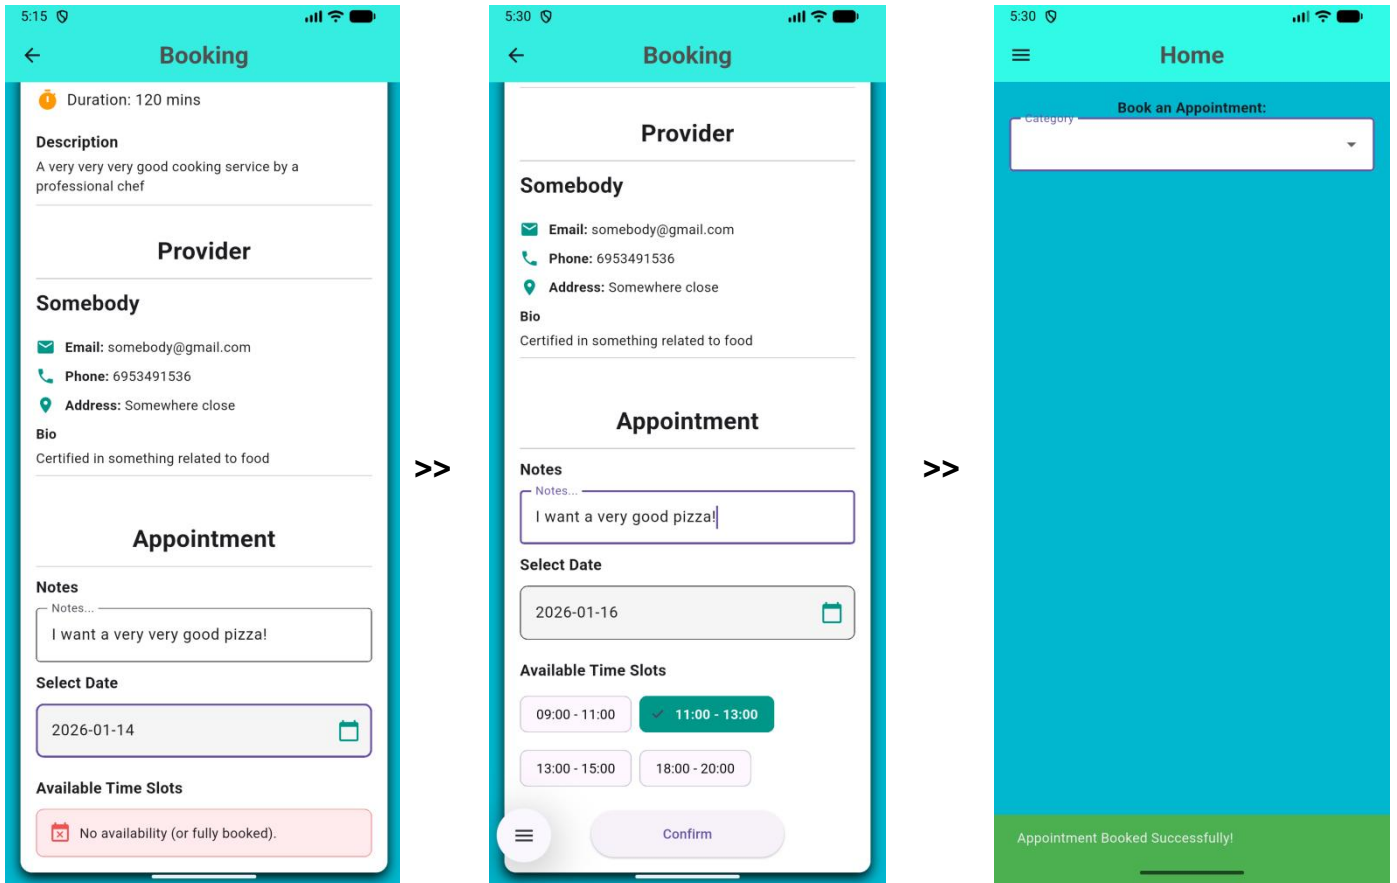 5:15
Booking
Duration: 120 mins
Description
A very very very good cooking service by a
professional chef
Provider
Somebody
Email: somebody@gmail.com
Phone: 6953491536
Address: Somewhere close
Bio
Certified in something related to food
Appointment
Notes
Notes...
I want a very very good pizza!
Select Date
2026-01-14
Available Time Slots
No availability (or fully booked).
>>
5:30
Booking
Provider
Somebody
Email: somebody@gmail.com
Phone: 6953491536
Address: Somewhere close
Bio
Certified in something related to food
Appointment
Notes
Notes...
I want a very good pizza!
Select Date
2026-01-16
Available Time Slots
09:00 - 11:00 11:00 - 13:00
13:00 - 15:00 18:00 - 20:00
Confirm
>>
5:30
Home
Book an Appointment:
Category
Appointment Booked Successfully!